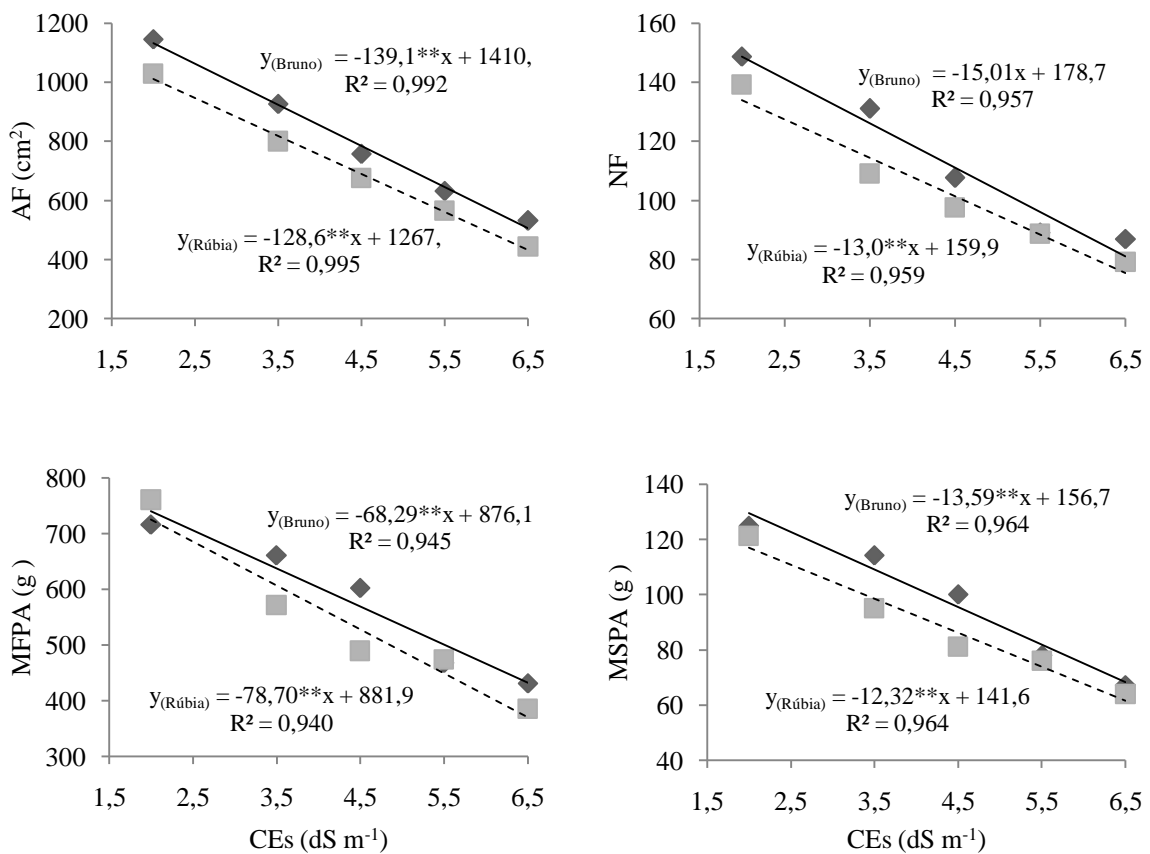 1200
1000
800
600
400
200
AF (cm²)
y(Bruno) = -139,1**x + 1410,
R² = 0,992
y(Rúbia) = -128,6**x + 1267,
R² = 0,995
1,5 2,5 3,5 4,5 5,5 6,5
160
140
120
100
80
60
NF
y(Bruno) = -15,01x + 178,7
R² = 0,957
y(Rúbia) = -13,0**x + 159,9
R² = 0,959
1,5 2,5 3,5 4,5 5,5 6,5
800
700
600
500
400
300
MFPA (g )
y(Bruno) = -68,29**x + 876,1
R² = 0,945
y(Rúbia) = -78,70**x + 881,9
R² = 0,940
1,5 2,5 3,5 4,5 5,5 6,5
CEs (dS m⁻¹)
140
120
100
80
60
40
MSPA (g )
y(Bruno) = -13,59**x + 156,7
R² = 0,964
y(Rúbia) = -12,32**x + 141,6
R² = 0,964
1,5 2,5 3,5 4,5 5,5 6,5
CEs (dS m⁻¹)